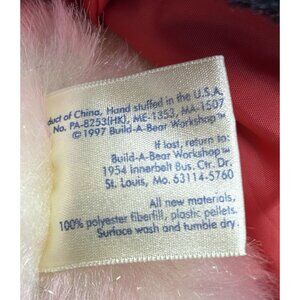 duct of China, Hand stuffed in the U.S.A.
No. PA-8253(HK), ME-1353, MA-1507
©1997 Build-A-Bear Workshop™
If lost, return to:
Build-A-Bear Workshop™
1954 Innerbelt Bus. Ctr. Dr.
St. Louis, Mo. 63114-5760
All new materials,
100% polyester fiberfill, plastic pellets.
Surface wash and tumble dry.